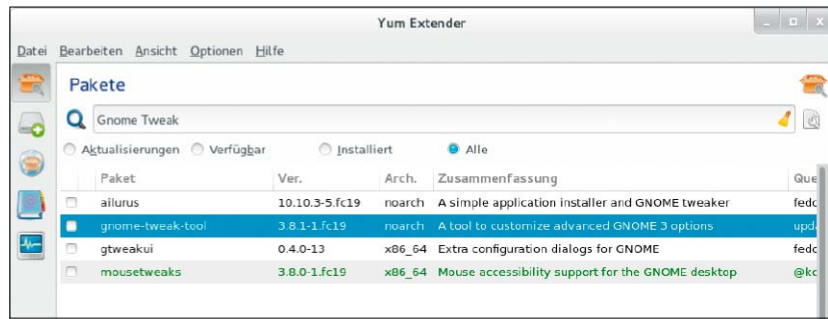 Yum Extender
Datei Bearbeiten Ansicht Optionen Hilfe
Pakete
Gnome Tweak
Aktualisierungen Verfügbar Installiert Alle
Paket Ver. Arch. Zusammenfassung Que
ailurus 10.10.3-5.fc19 noarch A simple application installer and GNOME tweaker fedo
gnome-tweak-tool 3.8.1-1.fc19 noarch A tool to customize advanced GNOME 3 options upda
gtweakui 0.4.0-13 x86_64 Extra configuration dialogs for GNOME fedo
mousetweaks 3.8.0-1.fc19 x86_64 Mouse accessibility support for the GNOME desktop @ko